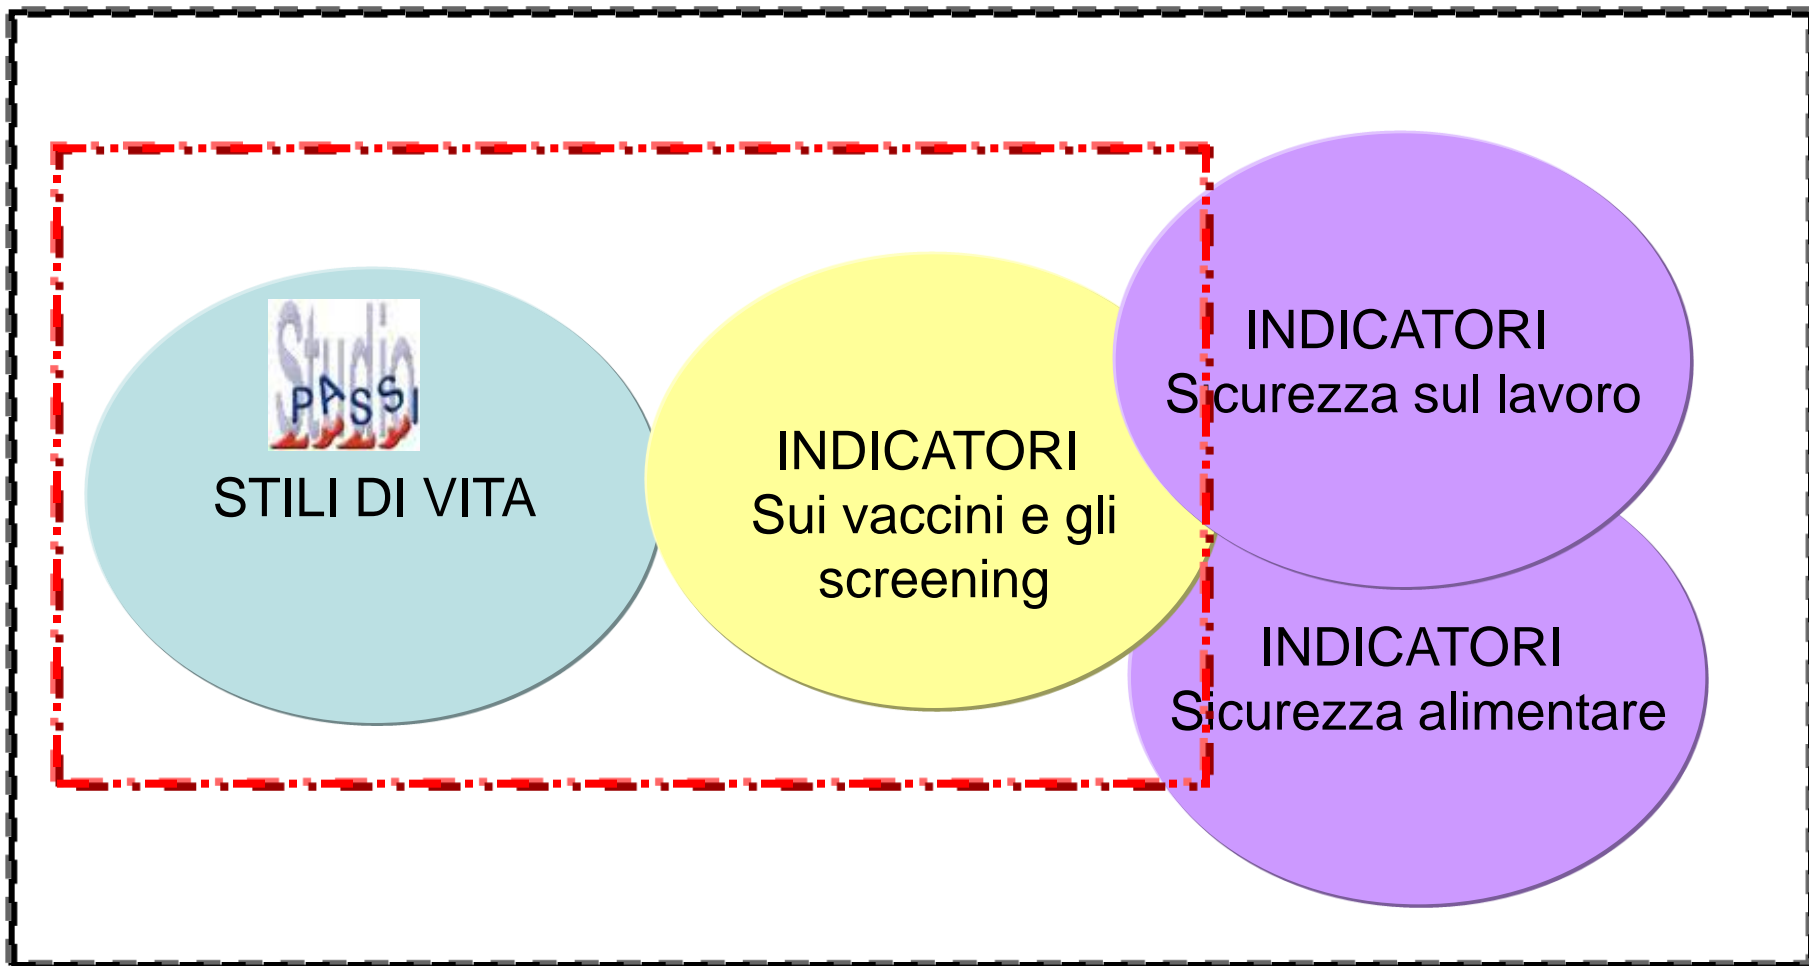 Studio
PASSI
STILI DI VITA
INDICATORI
Sui vaccini e gli
screening
INDICATORI
Sicurezza sul lavoro
INDICATORI
Sicurezza alimentare